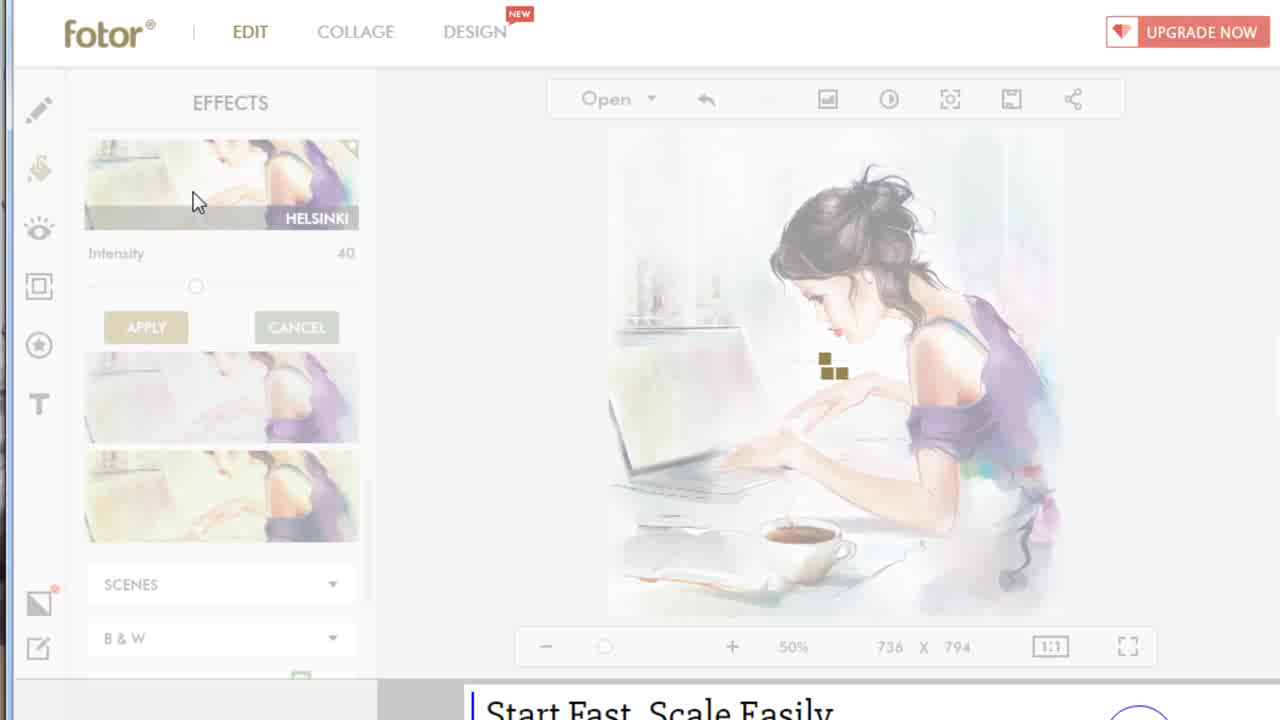 fotor®
EDIT
COLLAGE
DESIGN
NEW
UPGRADE NOW
EFFECTS
Open
HELSINKI
Intensity
40
APPLY
CANCEL
SCENES
B & W
50%
736 X 794
1:1
Start Fast. Scale Easily